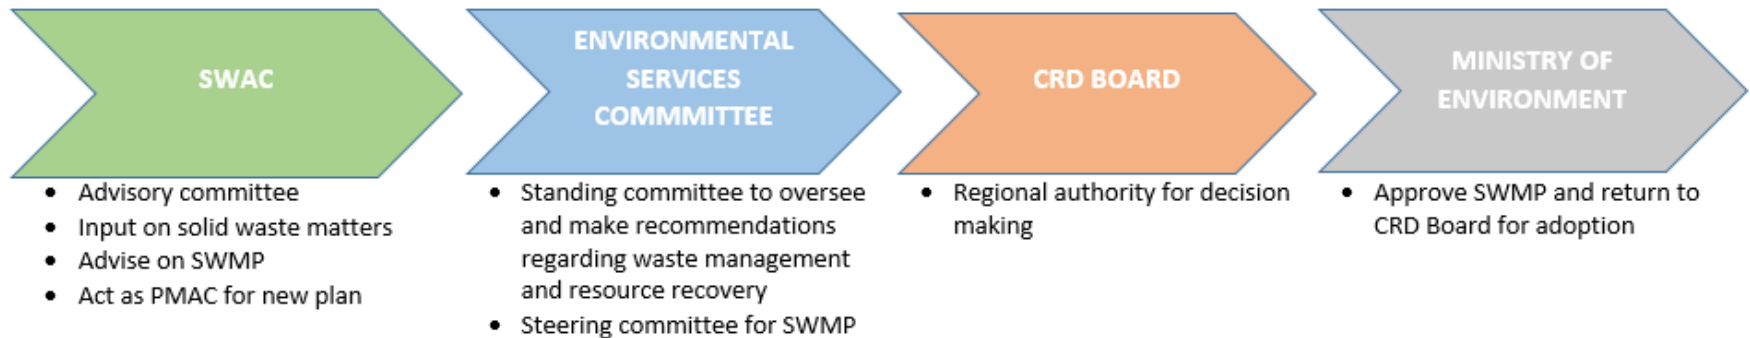 SWAC
• Advisory committee
• Input on solid waste matters
• Advise on SWMP
• Act as PMAC for new plan
ENVIRONMENTAL
SERVICES
COMMMITTEE
• Standing committee to oversee
and make recommendations
regarding waste management
and resource recovery
• Steering committee for SWMP
CRD BOARD
• Regional authority for decision
making
MINISTRY OF
ENVIRONMENT
• Approve SWMP and return to
CRD Board for adoption